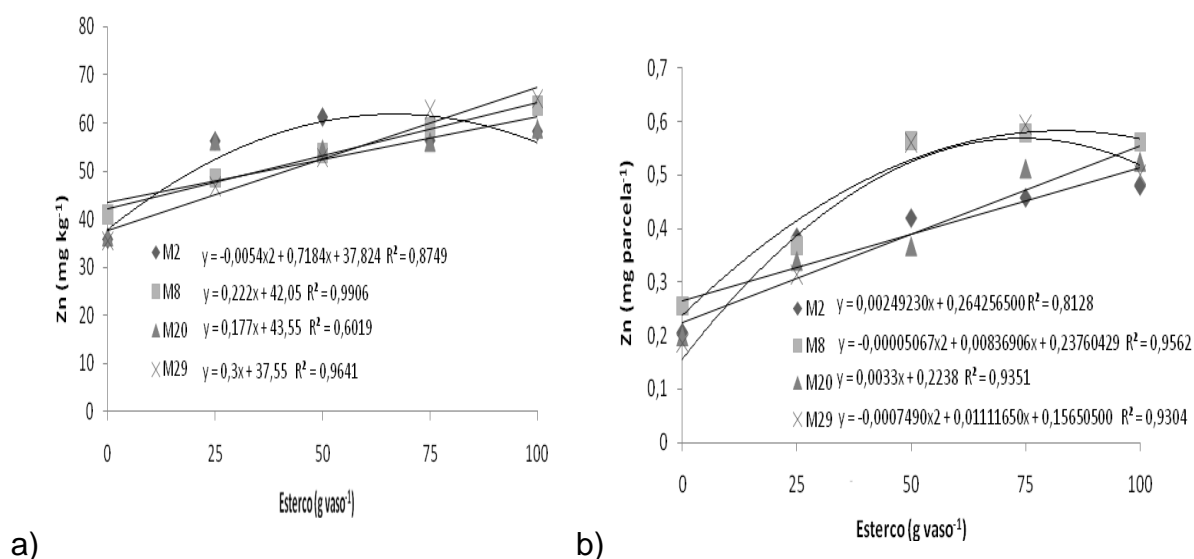 80
70
60
50
40
30
20
10
0
Zn (mg kg⁻¹)
M2 y = -0,0054x2 + 0,7184x + 37,824 R² = 0,8749
M8 y = 0,222x + 42,05 R² = 0,9906
M20 y = 0,177x + 43,55 R² = 0,6019
M29 y = 0,3x + 37,55 R² = 0,9641
0 25 50 75 100
Esterco (g vaso⁻¹)
a)
0,7
0,6
0,5
0,4
0,3
0,2
0,1
0
Zn (mg parcela⁻¹)
M2 y = 0,00249230x + 0,264256500 R² = 0,8128
M8 y = -0,00005067x2 + 0,00836906x + 0,23760429 R² = 0,9562
M20 y = 0,0033x + 0,2238 R² = 0,9351
M29 y = -0,0007490x2 + 0,01111650x + 0,15650500 R² = 0,9304
0 25 50 75 100
Esterco (g vaso⁻¹)
b)